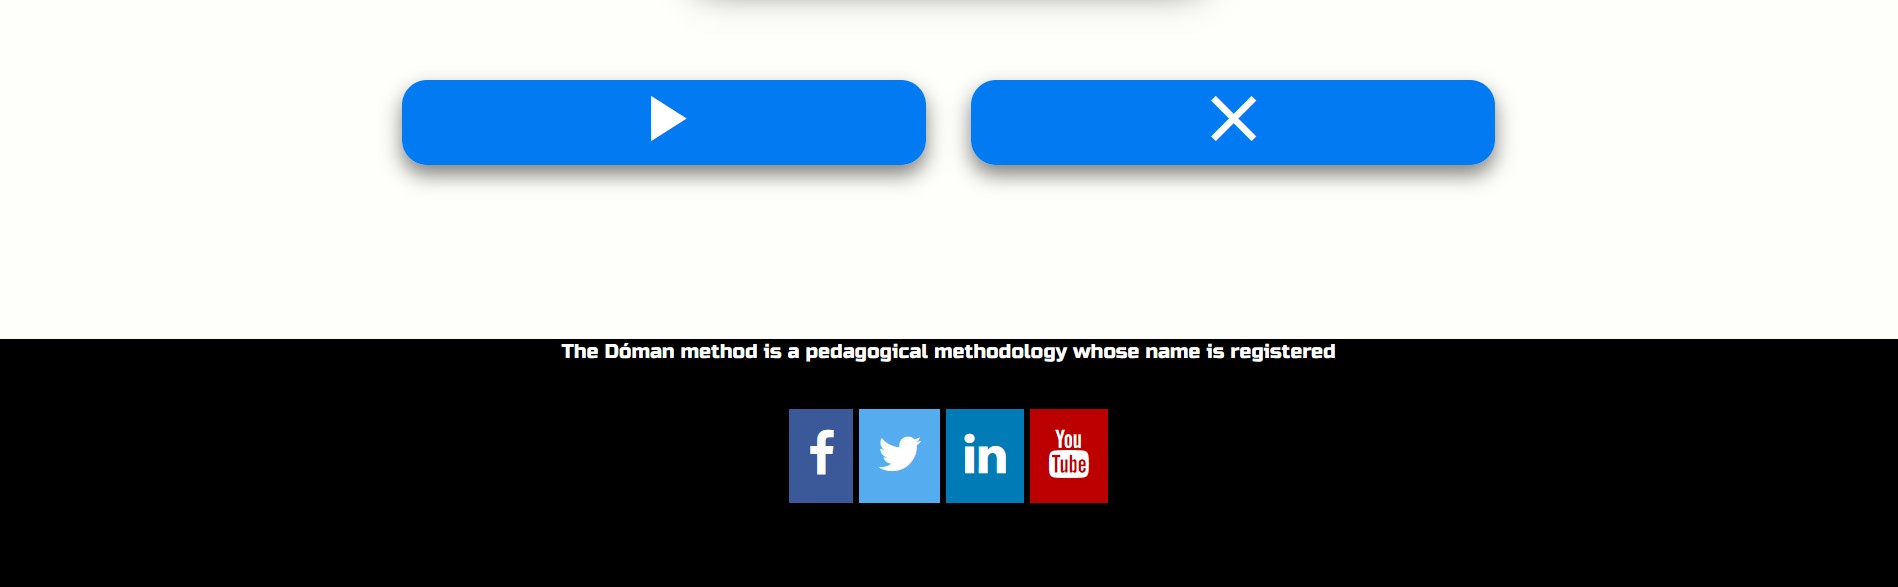 The Dóman method is a pedagogical methodology whose name is registered
f
in
You
Tube